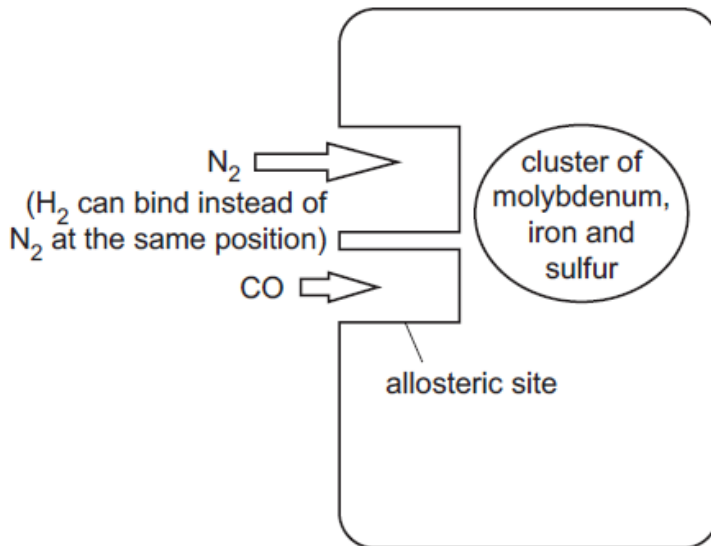 N₂
(H₂ can bind instead of
N₂ at the same position)
CO
cluster of
molybdenum,
iron and
sulfur
allosteric site